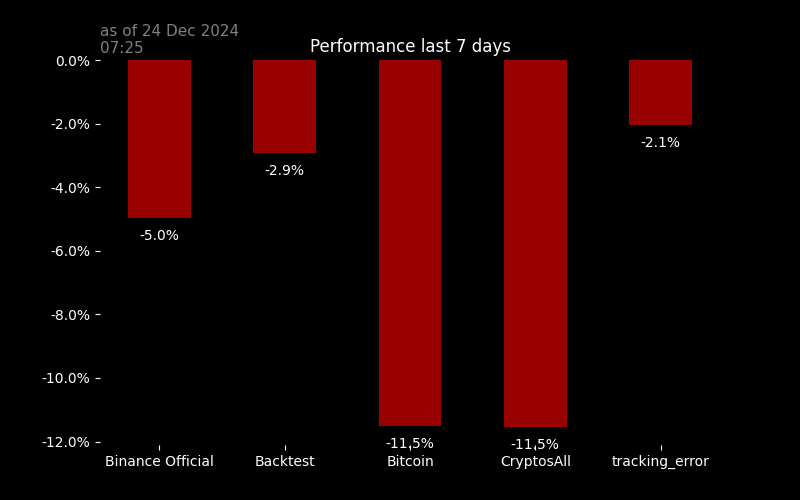 as of 24 Dec 2024
07:25
Performance last 7 days
0.0%
-2.0%
-4.0%
-6.0%
-8.0%
-10.0%
-12.0%
-5.0%
-2.9%
-11.5%
-11.5%
-2.1%
Binance Official
Backtest
Bitcoin
CryptosAll
tracking_error